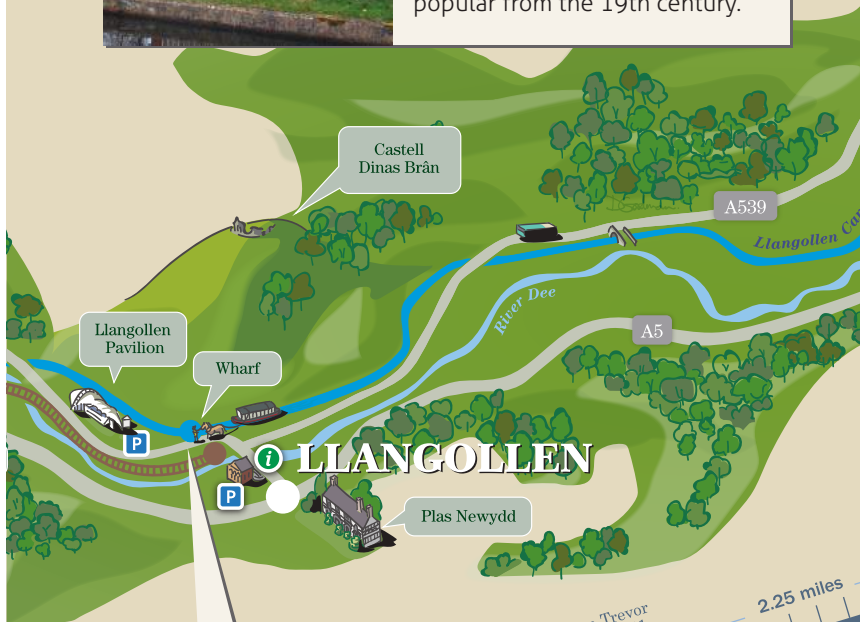 popular from the 19th century.
Castell
Dinas Brân
A539
Llangollen
River Dee
A5
Llangollen
Pavilion
Wharf
P
i
LLANGOLLEN
P
Plas Newydd
2.25 miles
Trevor